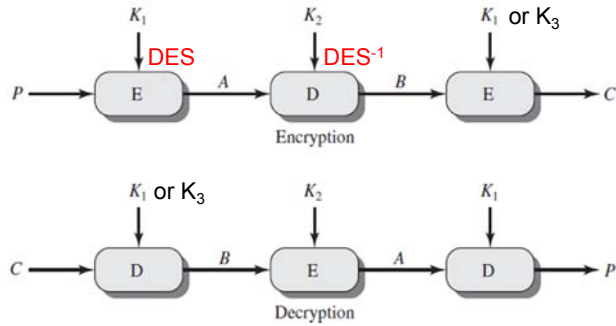 K₁ K₂ K₁ or K₃
DES DES⁻¹
P E A D B E C
Encryption
K₁ or K₃ K₂ K₁
C D B E A D P
Decryption